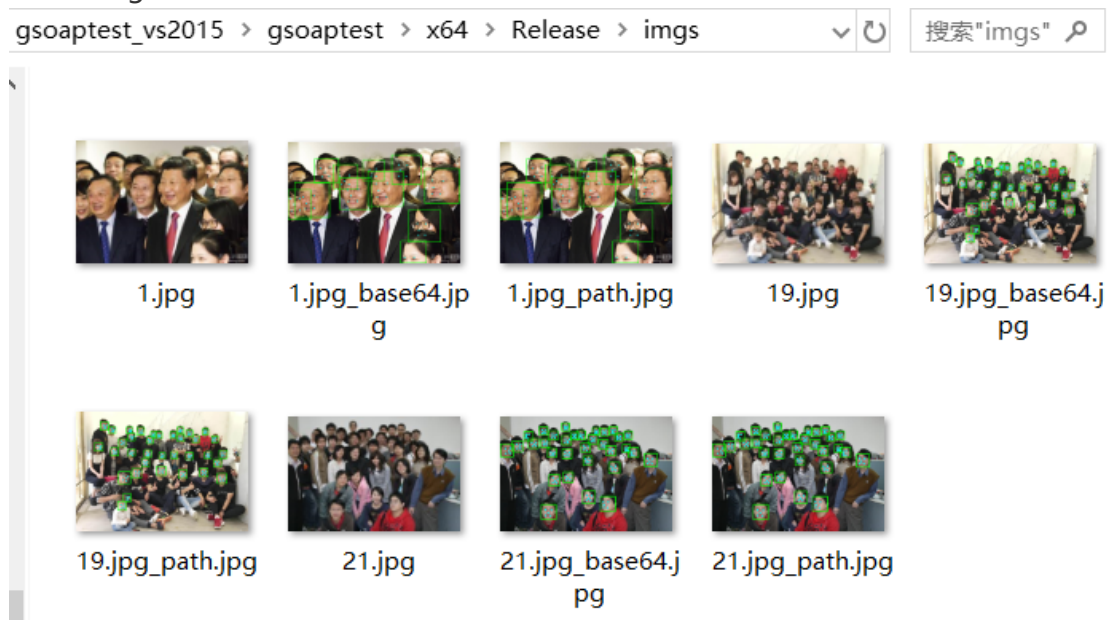 gsoaptest_vs2015 > gsoaptest > x64 > Release > imgs
搜索"imgs"
1.jpg
1.jpg_base64.jp
g
1.jpg_path.jpg
19.jpg
19.jpg_base64.j
pg
19.jpg_path.jpg
21.jpg
21.jpg_base64.j
pg
21.jpg_path.jpg